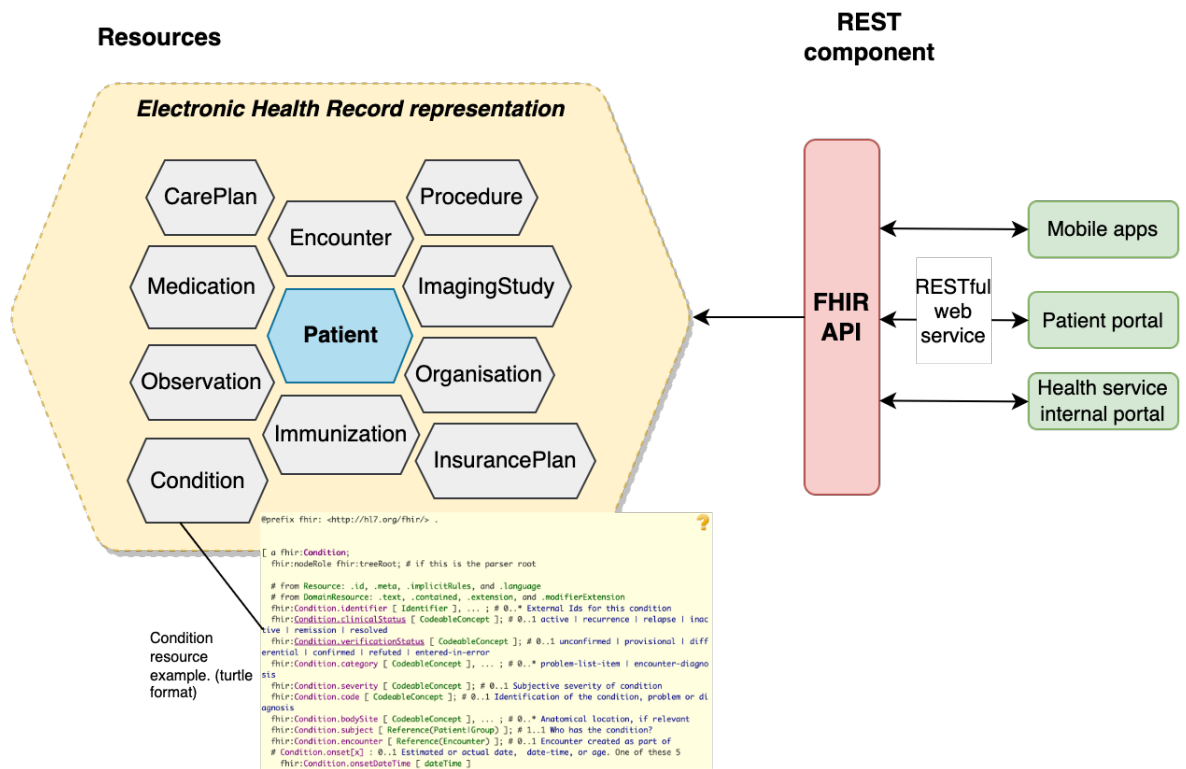 Resources
REST
component
Electronic Health Record representation
CarePlan
Procedure
Encounter
Medication
ImagingStudy
Patient
Observation
Organisation
Immunization
InsurancePlan
Condition
FHIR
API
RESTful
web
service
Mobile apps
Patient portal
Health service
internal portal
Condition
resource
example. (turtle
format)
@prefix fhir: <http://hl7.org/fhir/> .
?
[ a fhir:Condition;
fhir:nodeRole fhir:treeRoot; # if this is the parser root
# from Resource: .id, .meta, .implicitRules, and .language
# from DomainResource: .text, .contained, .extension, and .modifierExtension
fhir:Condition.identifier [ Identifier ], ... ; # 0..* External Ids for this condition
fhir:Condition.clinicalStatus [ CodeableConcept ]; # 0..1 active | recurrence | relapse | inac
tive | remission | resolved
fhir:Condition.verificationStatus [ CodeableConcept ]; # 0..1 unconfirmed | provisional | diff
erential | confirmed | refuted | entered-in-error
fhir:Condition.category [ CodeableConcept ], ... ; # 0..* problem-list-item | encounter-diagno
sis
fhir:Condition.severity [ CodeableConcept ]; # 0..1 Subjective severity of condition
fhir:Condition.code [ CodeableConcept ]; # 0..1 Identification of the condition, problem or di
agnosis
fhir:Condition.bodySite [ CodeableConcept ], ... ; # 0..* Anatomical location, if relevant
fhir:Condition.subject [ Reference(Patient|Group) ]; # 1..1 Who has the condition?
fhir:Condition.encounter [ Reference(Encounter) ]; # 0..1 Encounter created as part of
# Condition.onset[x] : 0..1 Estimated or actual date, date-time, or age. One of these 5
fhir:Condition.onsetDateTime [ dateTime ]